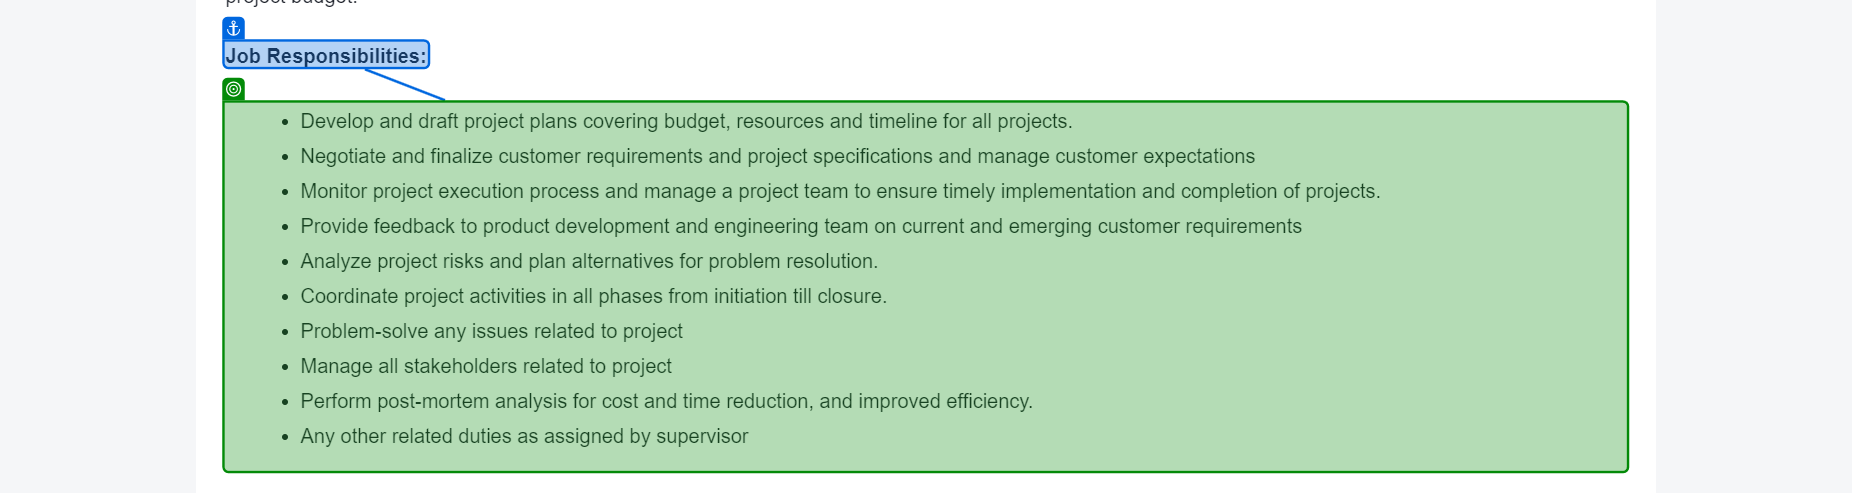 project budget.
Job Responsibilities:
Develop and draft project plans covering budget, resources and timeline for all projects.
Negotiate and finalize customer requirements and project specifications and manage customer expectations
Monitor project execution process and manage a project team to ensure timely implementation and completion of projects.
Provide feedback to product development and engineering team on current and emerging customer requirements
Analyze project risks and plan alternatives for problem resolution.
Coordinate project activities in all phases from initiation till closure.
Problem-solve any issues related to project
Manage all stakeholders related to project
Perform post-mortem analysis for cost and time reduction, and improved efficiency.
Any other related duties as assigned by supervisor